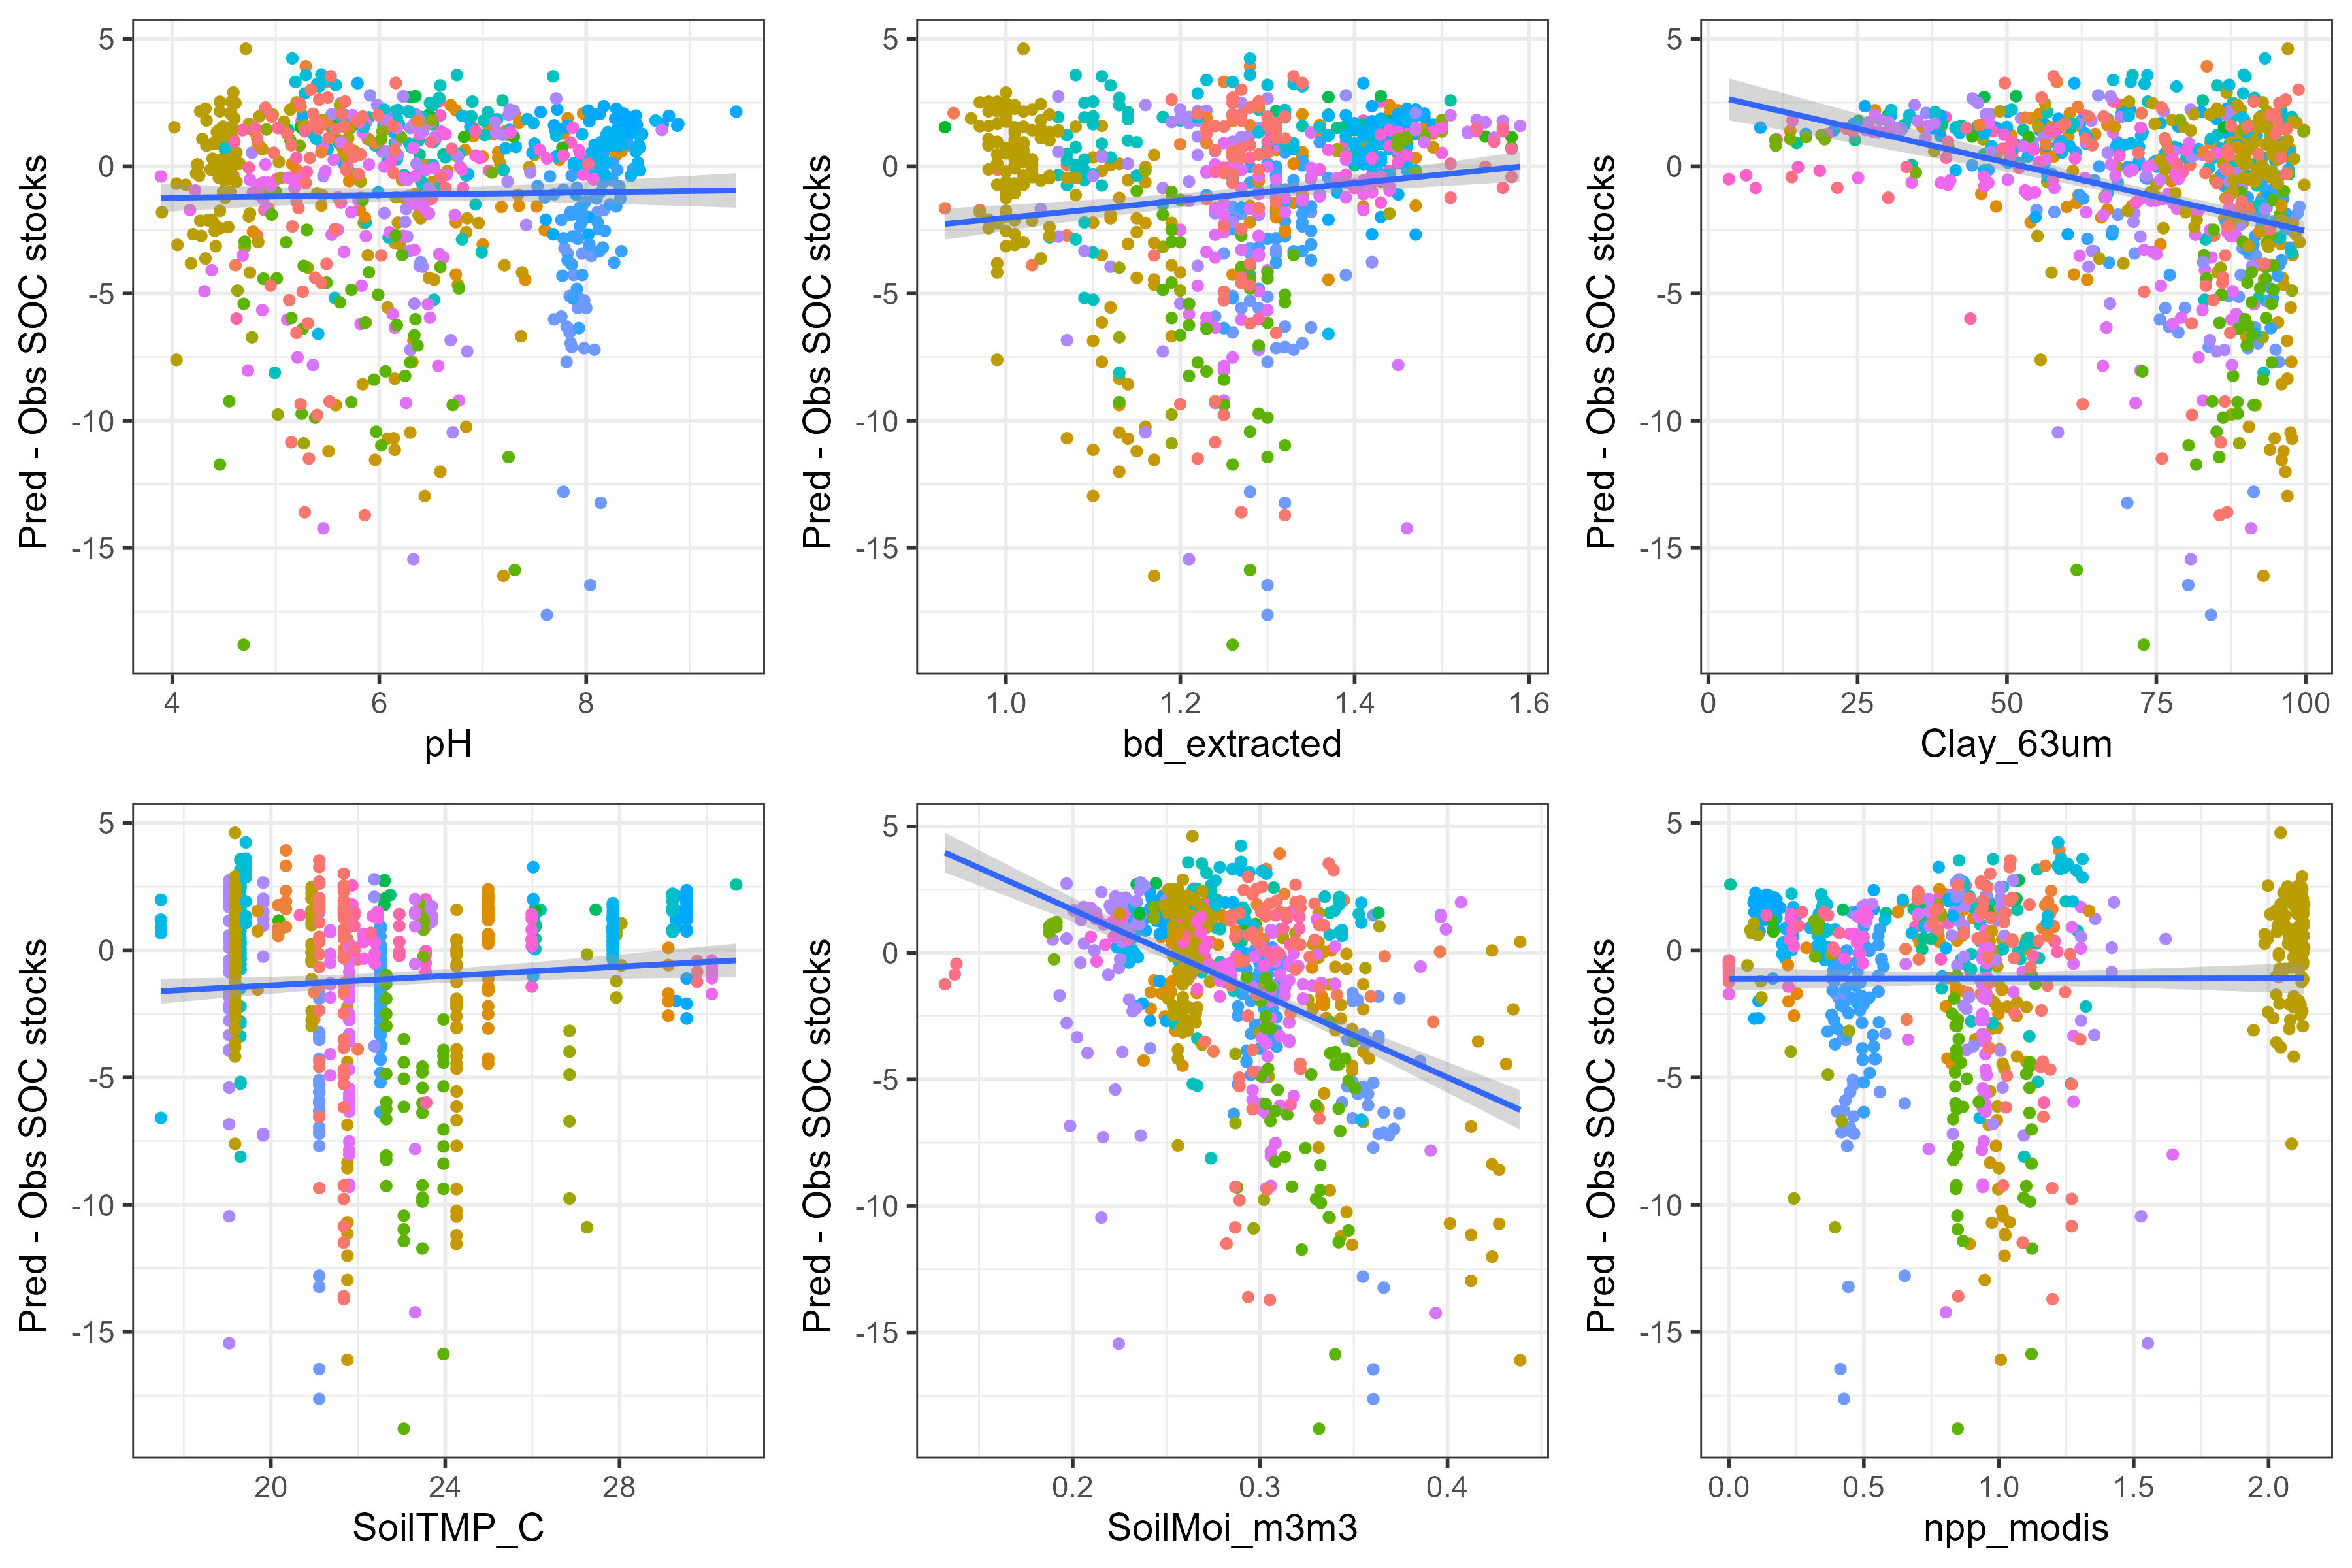 Pred - Obs SOC stocks
5
0
-5
-10
-15
4 6 8
pH
Pred - Obs SOC stocks
5
0
-5
-10
-15
1.0 1.2 1.4 1.6
bd_extracted
Pred - Obs SOC stocks
5
0
-5
-10
-15
0 25 50 75 100
Clay_63um
Pred - Obs SOC stocks
5
0
-5
-10
-15
20 24 28
SoilTMP_C
Pred - Obs SOC stocks
5
0
-5
-10
-15
0.2 0.3 0.4
SoilMoi_m3m3
Pred - Obs SOC stocks
5
0
-5
-10
-15
0.0 0.5 1.0 1.5 2.0
npp_modis